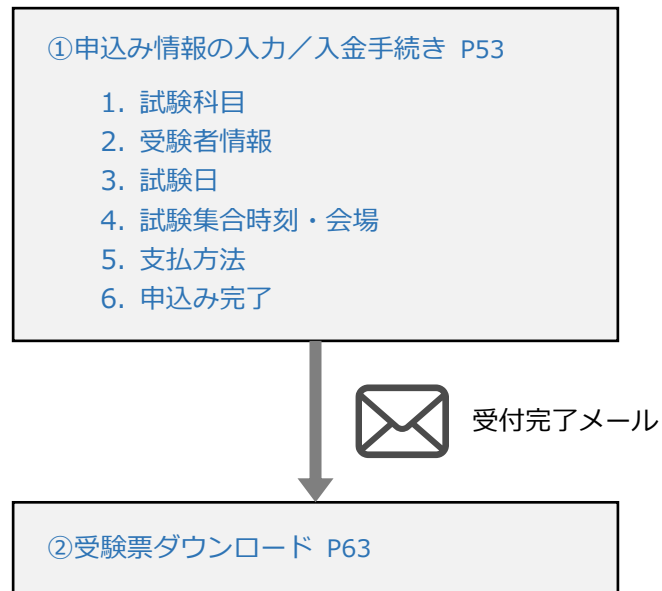 ①申込み情報の入力／入金手続き P53
1. 試験科目
2. 受験者情報
3. 試験日
4. 試験集合時刻・会場
5. 支払方法
6. 申込み完了
受付完了メール
②受験票ダウンロード P63